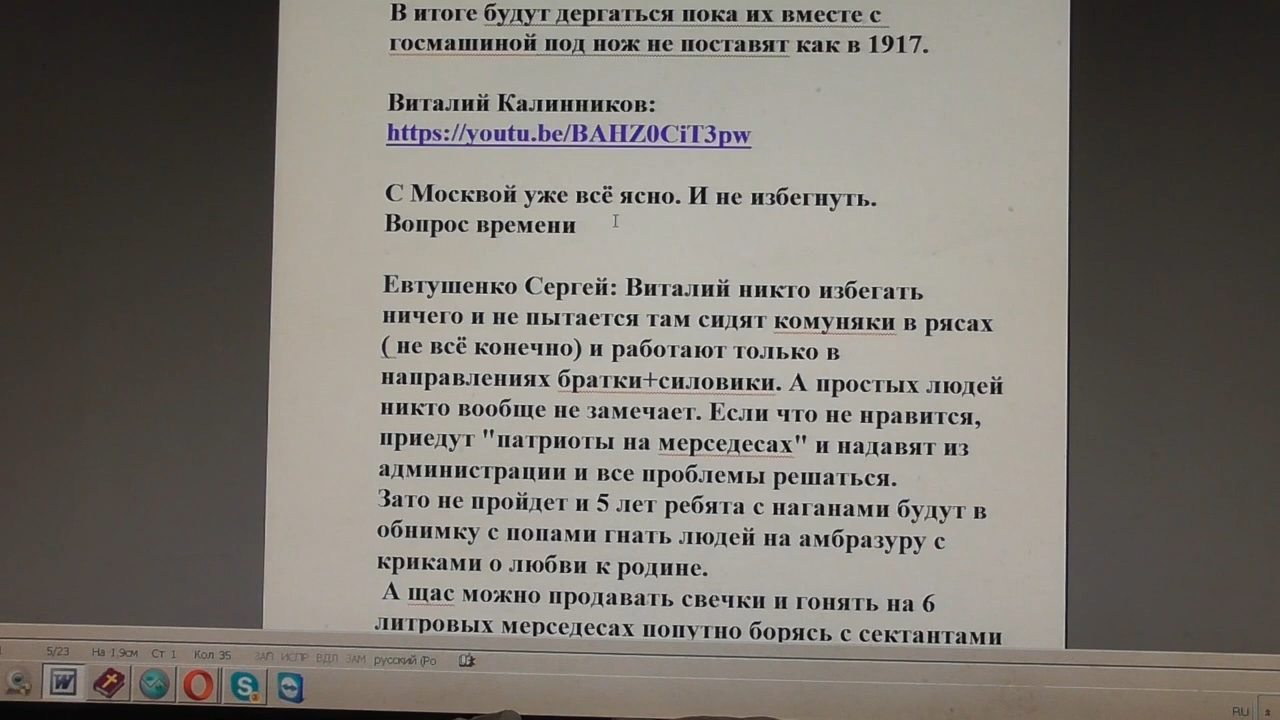 В итоге будут дергаться пока их вместе с
госмашиной под нож не поставят как в 1917.
Виталий Калинников:
https://youtu.be/BAHZ0CiT3pw
С Москвой уже всё ясно. И не избегнуть.
Вопрос времени
Евтушенко Сергей: Виталий никто избегать
ничего и не пытается там сидят комуняки в рясах
( не всё конечно) и работают только в
направлениях братки+силовики. А простых людей
никто вообще не замечает. Если что не нравится,
приедут "патриоты на мерседесах" и надавят из
администрации и все проблемы решаться.
Зато не пройдет и 5 лет ребята с наганами будут в
обнимку с попами гнать людей на амбразуру с
криками о любви к родине.
А щас можно продавать свечки и гонять на 6
литровых мерседесах попутно борясь с сектантами
5/23 На 1.9см Ст 1 Кол 35 ЗАП ИСПР ВДЛ ЗАМ русский (Ро
RU